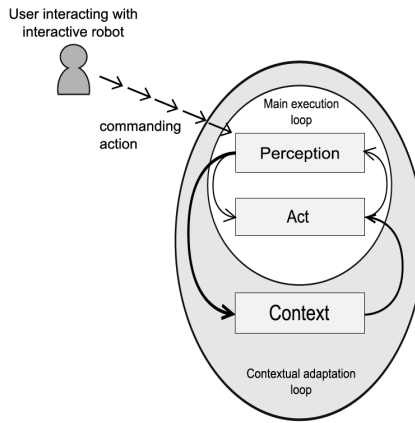 User interacting with
interactive robot
commanding
action
Main execution
loop
Perception
Act
Context
Contextual adaptation
loop